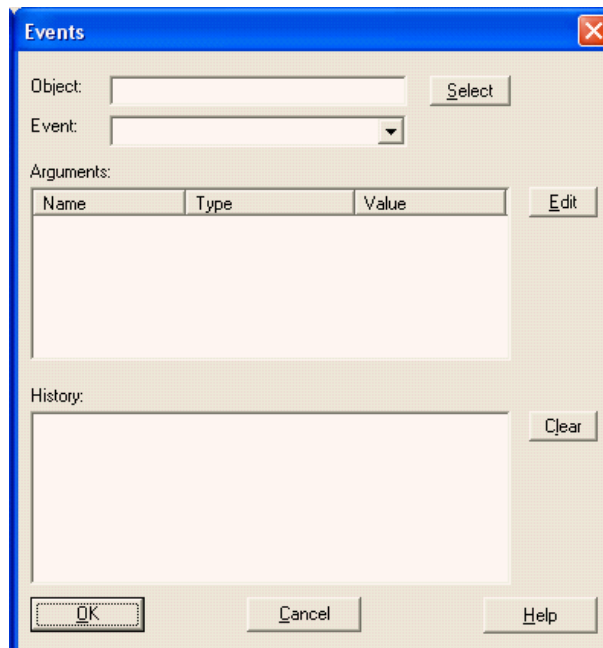 Events
Object:
Select
Event:
Arguments:
Name Type Value
Edit
History:
Clear
OK Cancel Help